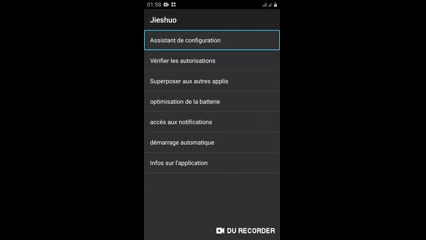 01:58
Jieshuo
Assistant de configuration
Vérifier les autorisations
Superposer aux autres applis
optimisation de la batterie
accès aux notifications
démarrage automatique
Infos sur l'application
DU RECORDER